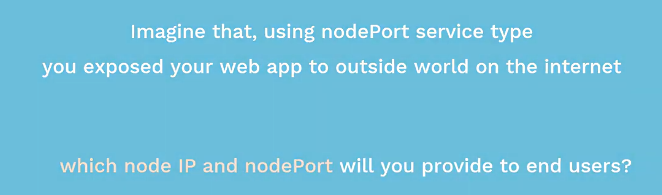 Imagine that, using nodePort service type
you exposed your web app to outside world on the internet
which node IP and nodePort will you provide to end users?